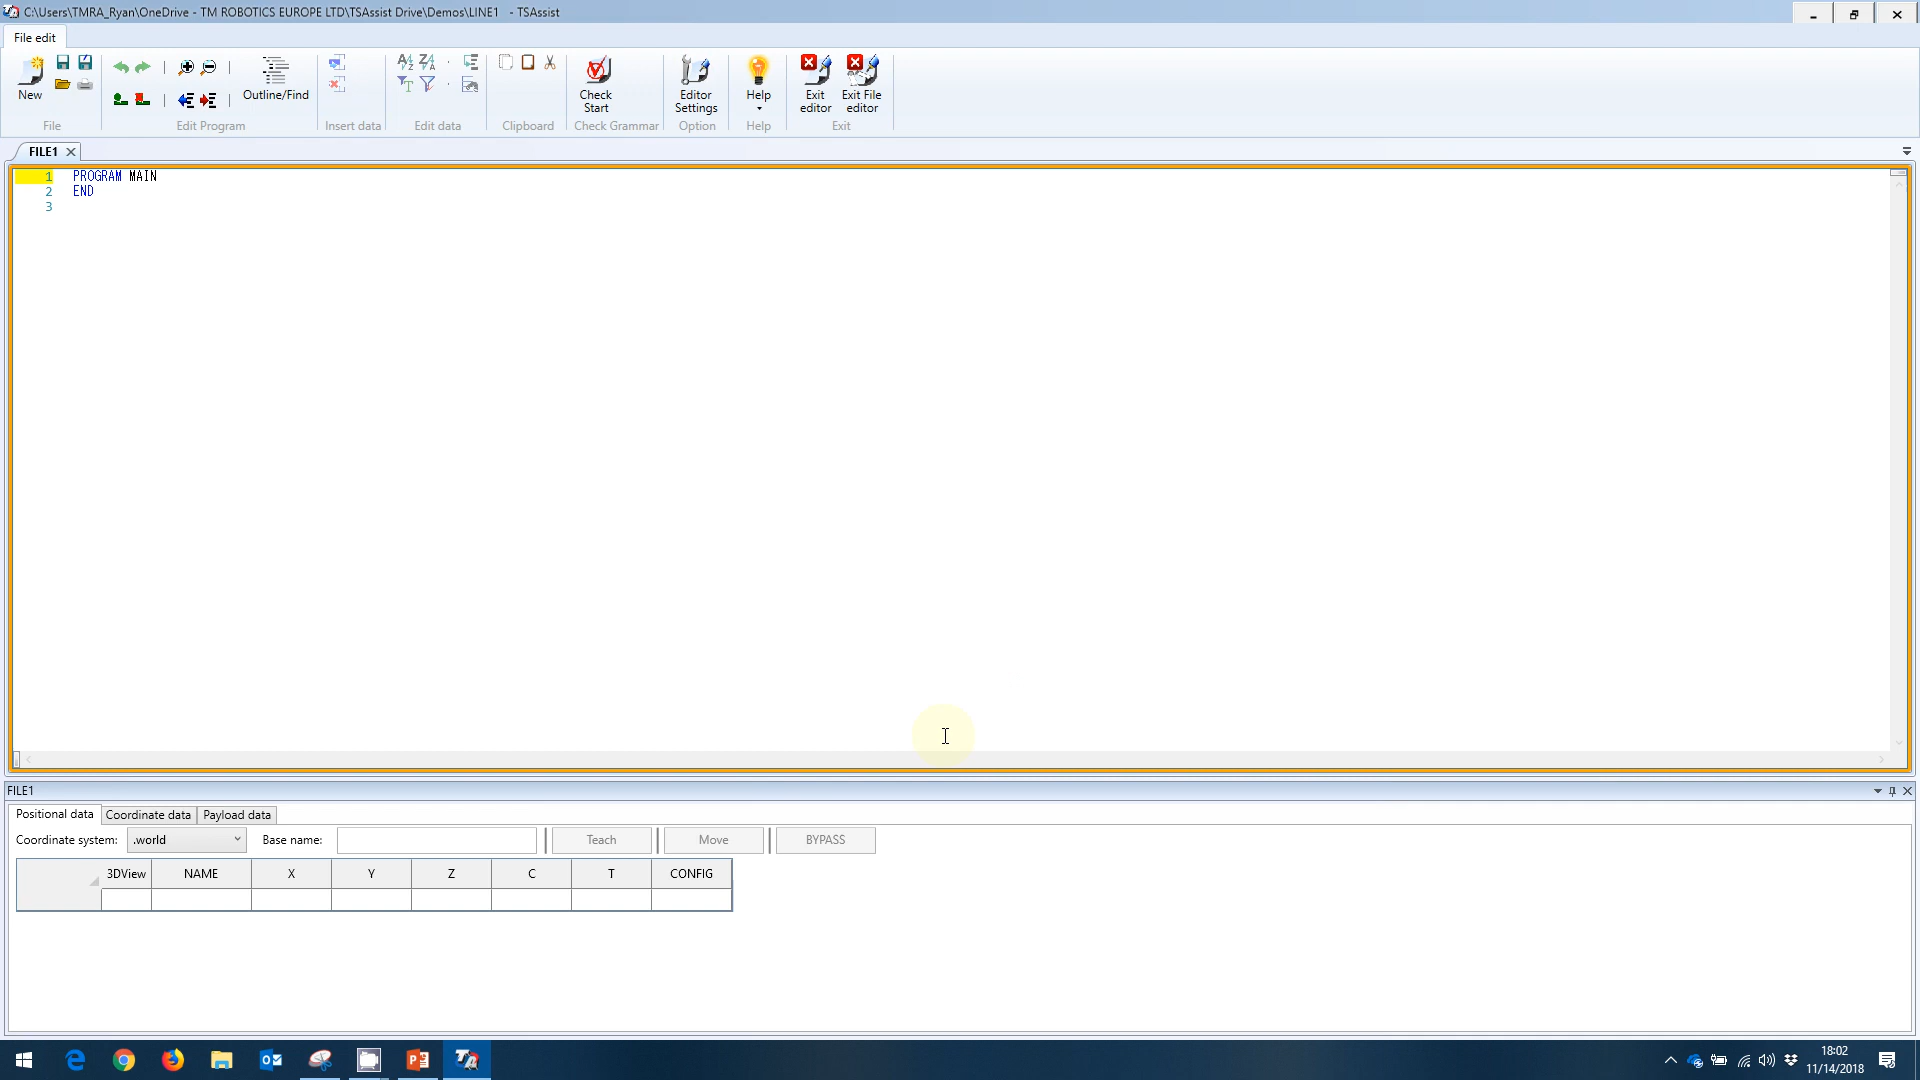 C:\Users\TMRA_Ryan\OneDrive - TM ROBOTICS EUROPE LTD\TSAssist Drive\Demos\LINE1 - TSAssist
File edit
New
Outline/Find
Check Start
Editor Settings
Help
Exit editor
Exit File editor
File
Edit Program
Insert data
Edit data
Clipboard
Check Grammar
Option
Help
Exit
FILE1
1 PROGRAM MAIN
2 END
3
FILE1
Positional data Coordinate data Payload data
Coordinate system: .world Base name: Teach Move BYPASS
3DView NAME X Y Z C T CONFIG
18:02
11/14/2018